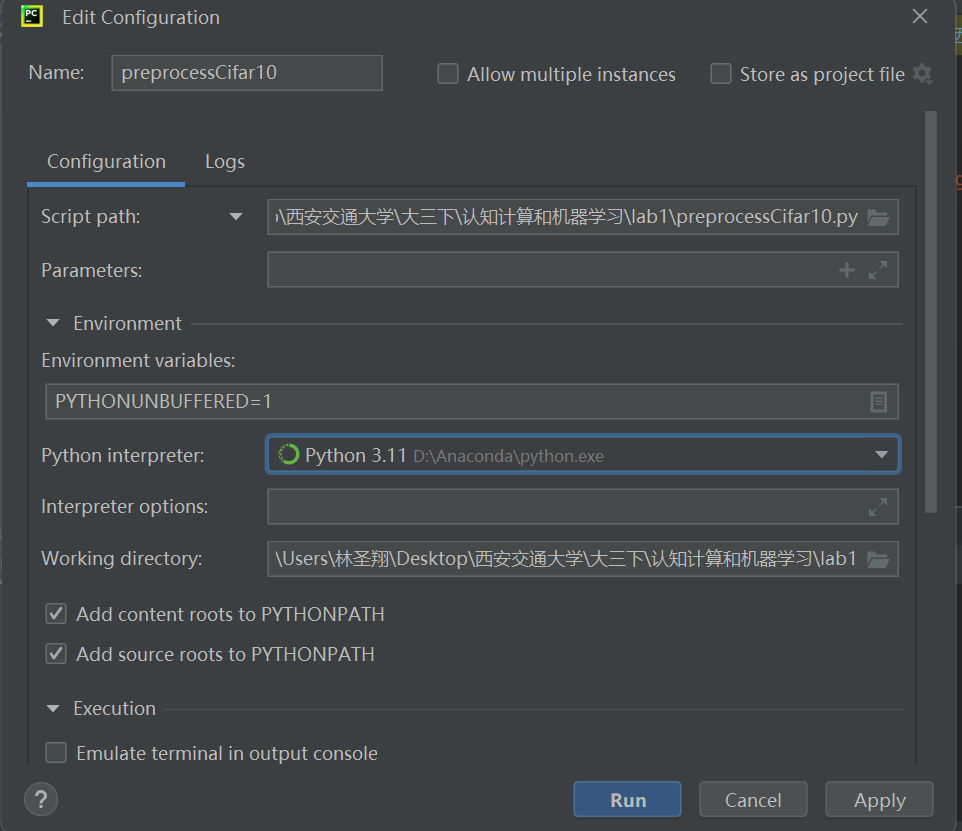 PC
Edit Configuration
Name: preprocessCifar10 Allow multiple instances Store as project file
Configuration Logs
Script path: \西安交通大学\大三下\认知计算和机器学习\lab1\preprocessCifar10.py
Parameters:
Environment
Environment variables:
PYTHONUNBUFFERED=1
Python interpreter: Python 3.11 D:\Anaconda\python.exe
Interpreter options:
Working directory: \Users\林圣翔\Desktop\西安交通大学\大三下\认知计算和机器学习\lab1
Add content roots to PYTHONPATH
Add source roots to PYTHONPATH
Execution
Emulate terminal in output console
? Run Cancel Apply